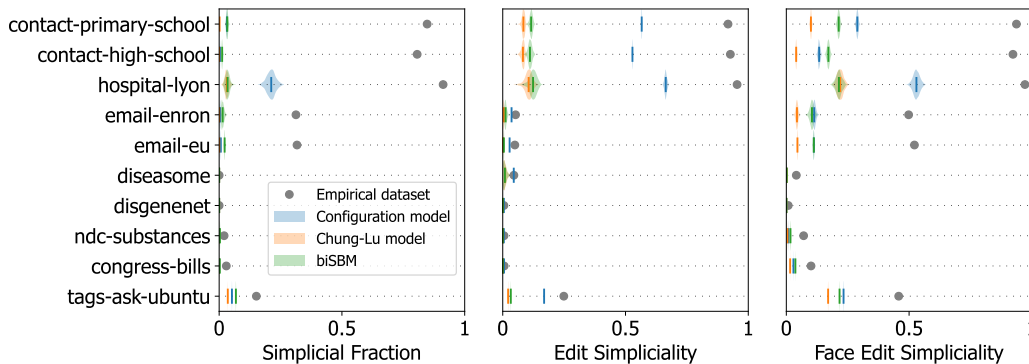 contact-primary-school
contact-high-school
hospital-lyon
email-enron
email-eu
diseasome
disgenenet
ndc-substances
congress-bills
tags-ask-ubuntu
Empirical dataset
Configuration model
Chung-Lu model
biSBM
0 0.5 1
Simplicial Fraction
0 0.5 1
Edit Simpliciality
0 0.5 1
Face Edit Simpliciality